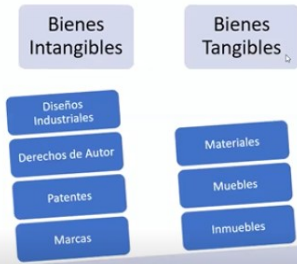 Bienes
Intangibles
Diseños
Industriales
Derechos de Autor
Patentes
Marcas
Bienes
Tangibles
Materiales
Muebles
Inmuebles